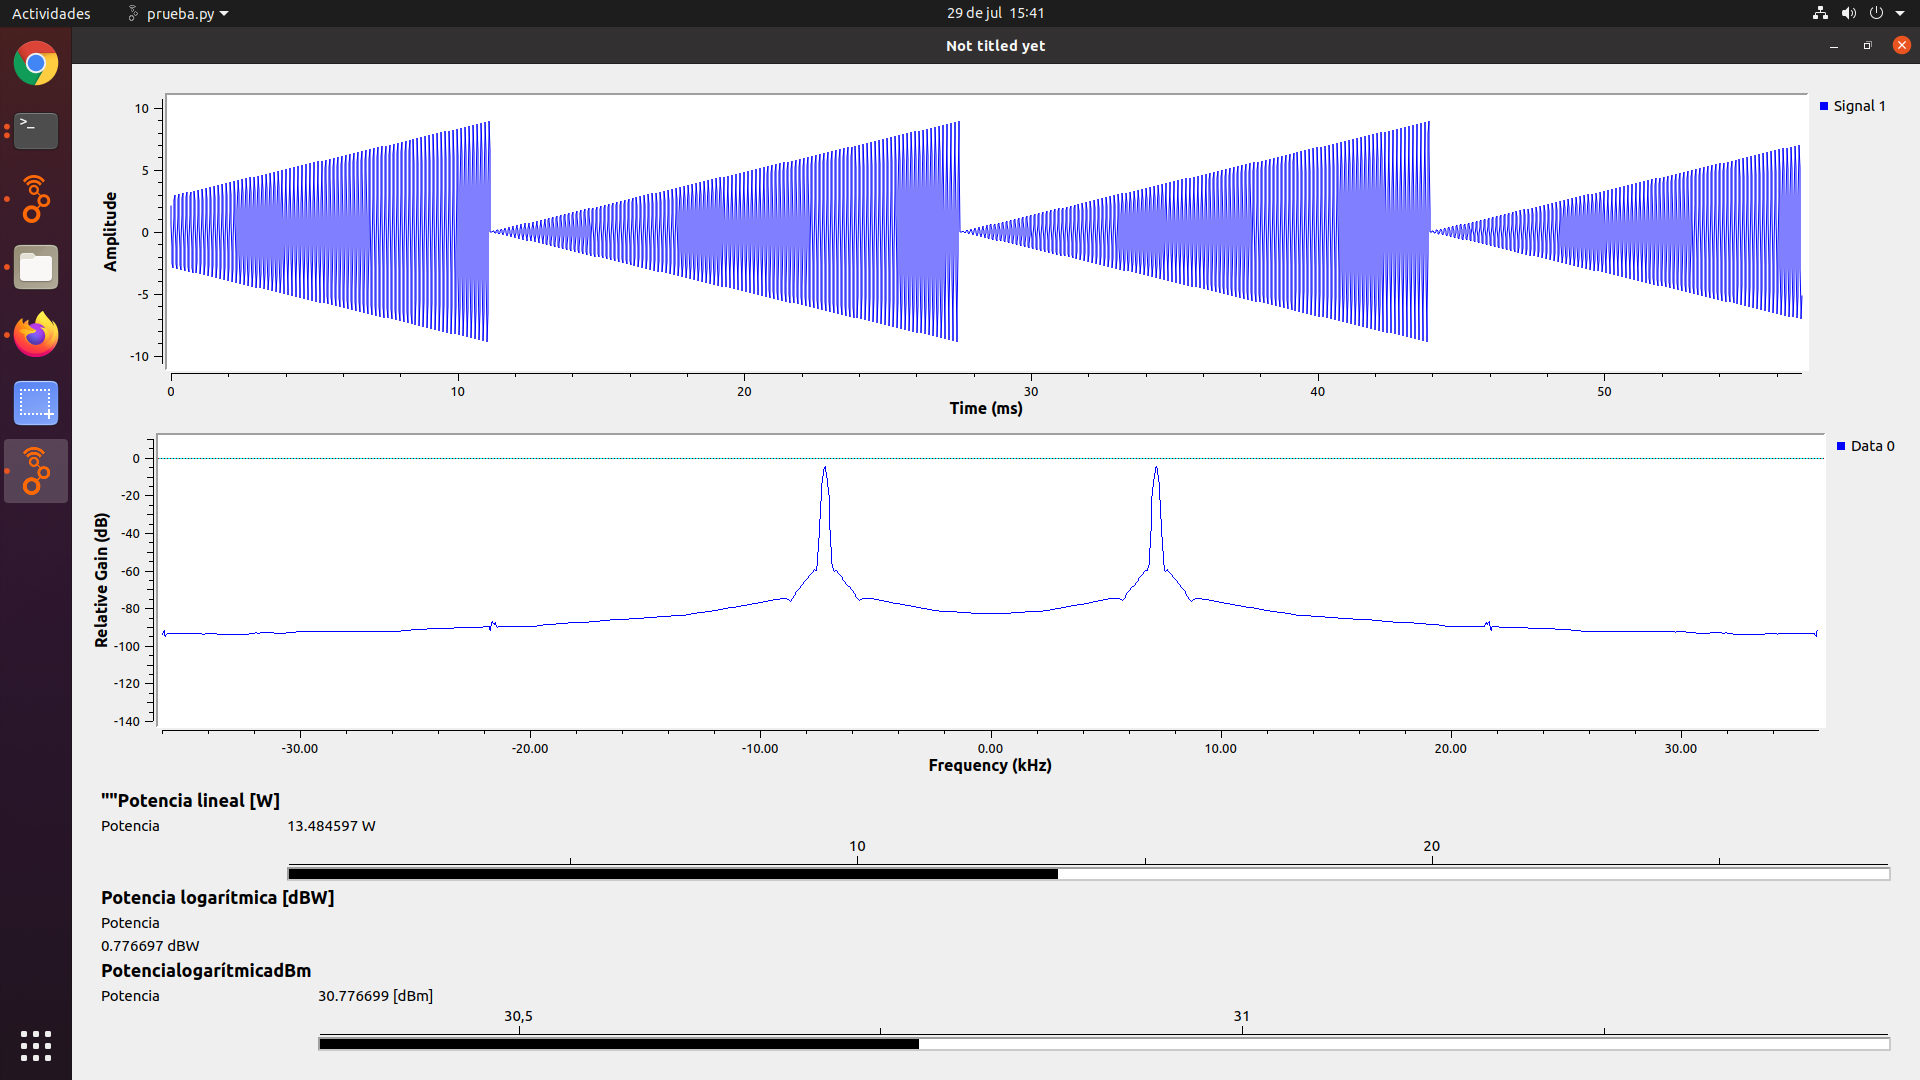 Actividades prueba.py 29 de jul 15:41
Not titled yet
Signal 1
Amplitude
10
5
0
-5
-10
0 10 20 30 40 50
Time (ms)
Data 0
Relative Gain (dB)
0
-20
-40
-60
-80
-100
-120
-140
-30.00 -20.00 -10.00 0.00 10.00 20.00 30.00
Frequency (kHz)
""Potencia lineal [W]
Potencia 13.484597 W
10 20
Potencia logarítmica [dBW]
Potencia
0.776697 dBW
PotencialogarítmicadBm
Potencia 30.776699 [dBm]
30,5 31